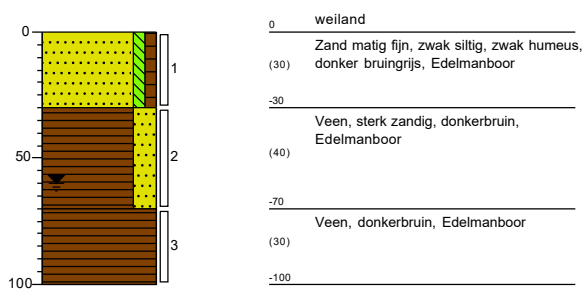 0
50
100
1
2
3
0
weiland
Zand matig fijn, zwak siltig, zwak humeus,
(30)
donker bruingrijs, Edelmanboor
-30
Veen, sterk zandig, donkerbruin,
Edelmanboor
(40)
-70
Veen, donkerbruin, Edelmanboor
(30)
-100